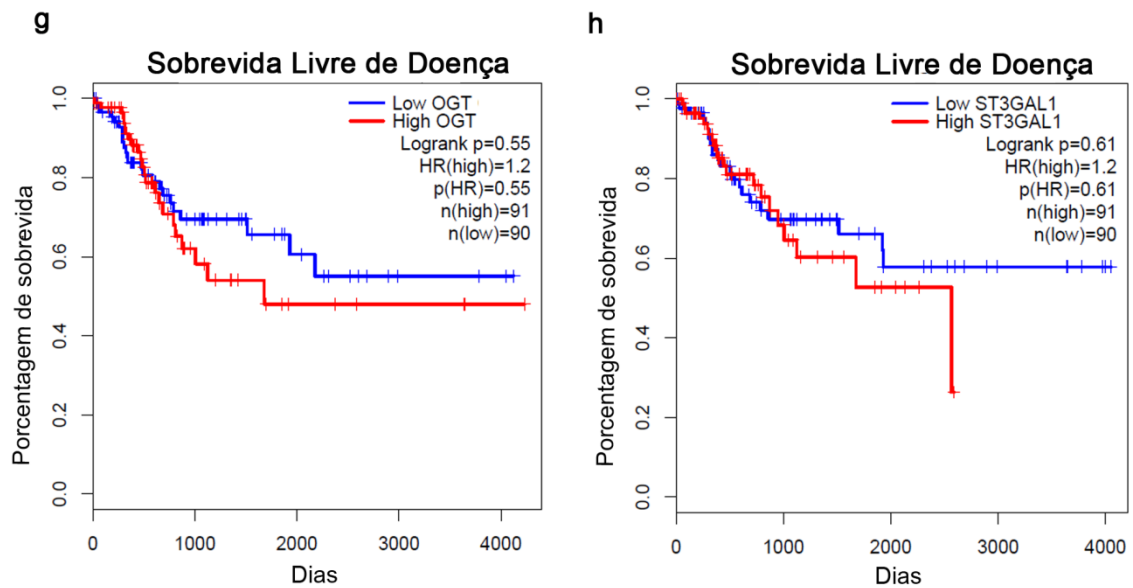 g
Sobrevida Livre de Doença
Low OGT
High OGT
Logrank p=0.55
HR(high)=1.2
p(HR)=0.55
n(high)=91
n(low)=90
Porcentagem de sobrevida
1.0
0.8
0.6
0.4
0.2
0.0
0 1000 2000 3000 4000
Dias
h
Sobrevida Livre de Doença
Low ST3GAL1
High ST3GAL1
Logrank p=0.61
HR(high)=1.2
p(HR)=0.61
n(high)=91
n(low)=90
Porcentagem de sobrevida
1.0
0.8
0.6
0.4
0.2
0.0
0 1000 2000 3000 4000
Dias